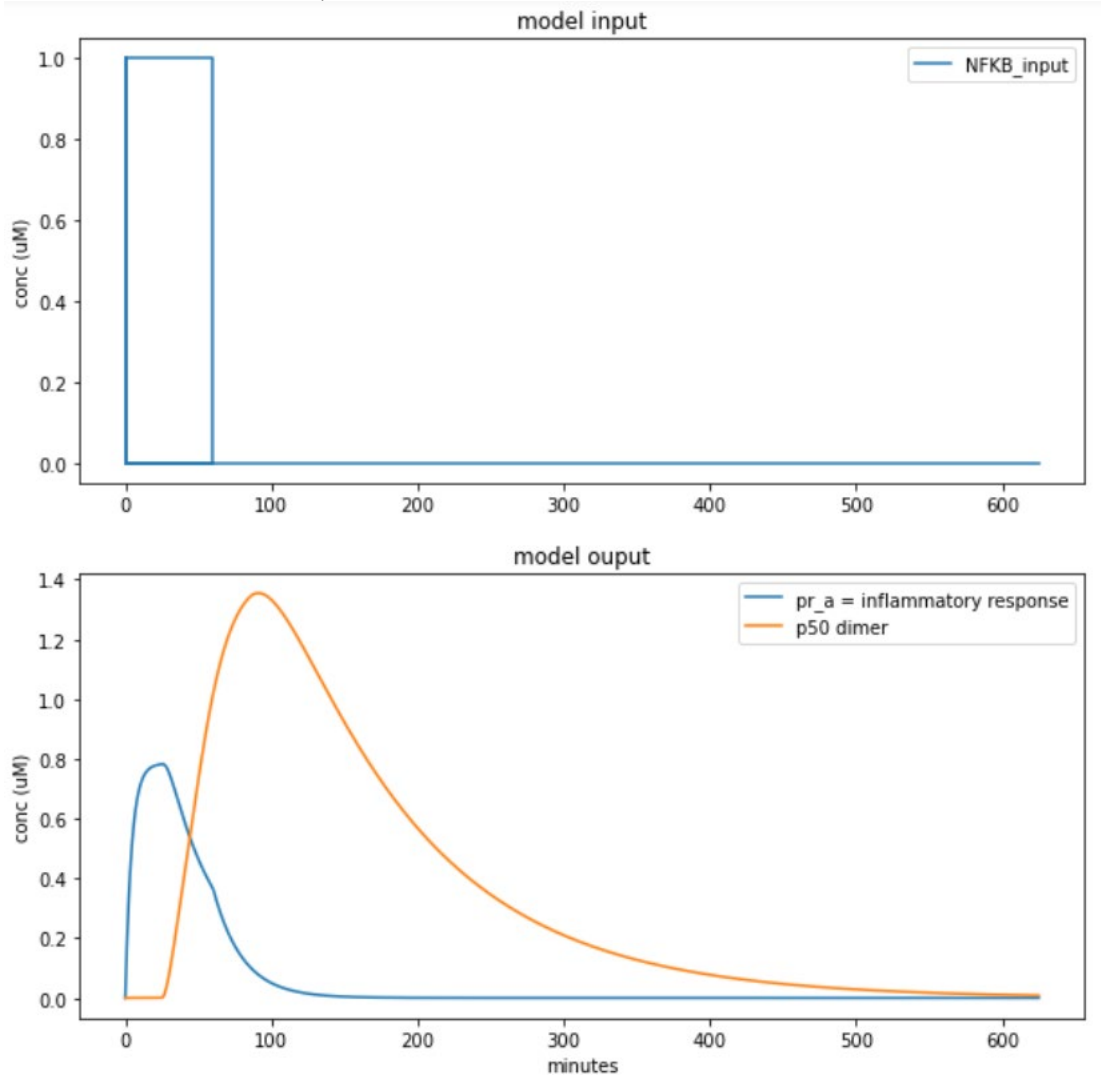 model input
NFKB_input
conc (uM)
1.0
0.8
0.6
0.4
0.2
0.0
0 100 200 300 400 500 600
model ouput
pr_a = inflammatory response
p50 dimer
conc (uM)
1.4
1.2
1.0
0.8
0.6
0.4
0.2
0.0
0 100 200 300 400 500 600
minutes